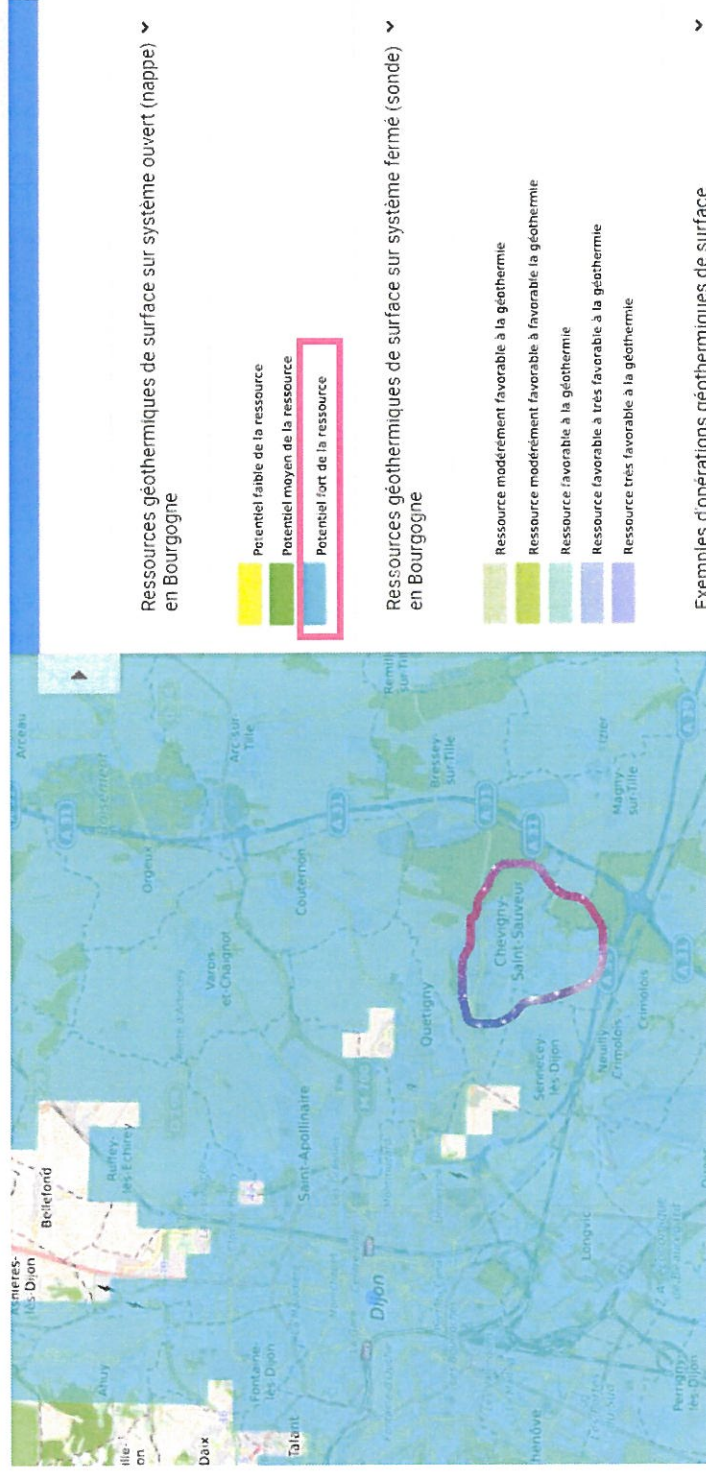 Ressources géothermiques de surface sur système ouvert (nappe)
en Bourgogne
Potentiel faible de la ressource
Potentiel moyen de la ressource
Potentiel fort de la ressource
Ressources géothermiques de surface sur système fermé (sonde)
en Bourgogne
Ressource modérément favorable à la géothermie
Ressource modérément favorable à favorable la géothermie
Ressource favorable à la géothermie
Ressource favorable à très favorable à la géothermie
Ressource très favorable à la géothermie
Exemples d'opérations géothermiques de surface
Asnières-
lès-Dijon
Bellefond
Arceau
Ahuy
Ruffey-
lès-Echirey
Orgeux
A 31
Daix
Fontaine-
lès-Dijon
Varois
et-Chaignot
Arc-sur-
Tille
Talant
Saint-Apollinaire
Couternon
A 31
Dijon
Quetigny
Bressey-
sur-Tille
Remilly-
sur-Tille
Chevigny-
Saint-Sauveur
A 31
A 31
Sennecey-
lès-Dijon
Longvic
Neuilly-
Crimolois
Crimolois
Magny-
sur-Tille
Izier
henôve
Perrigny-
lès-Dijon